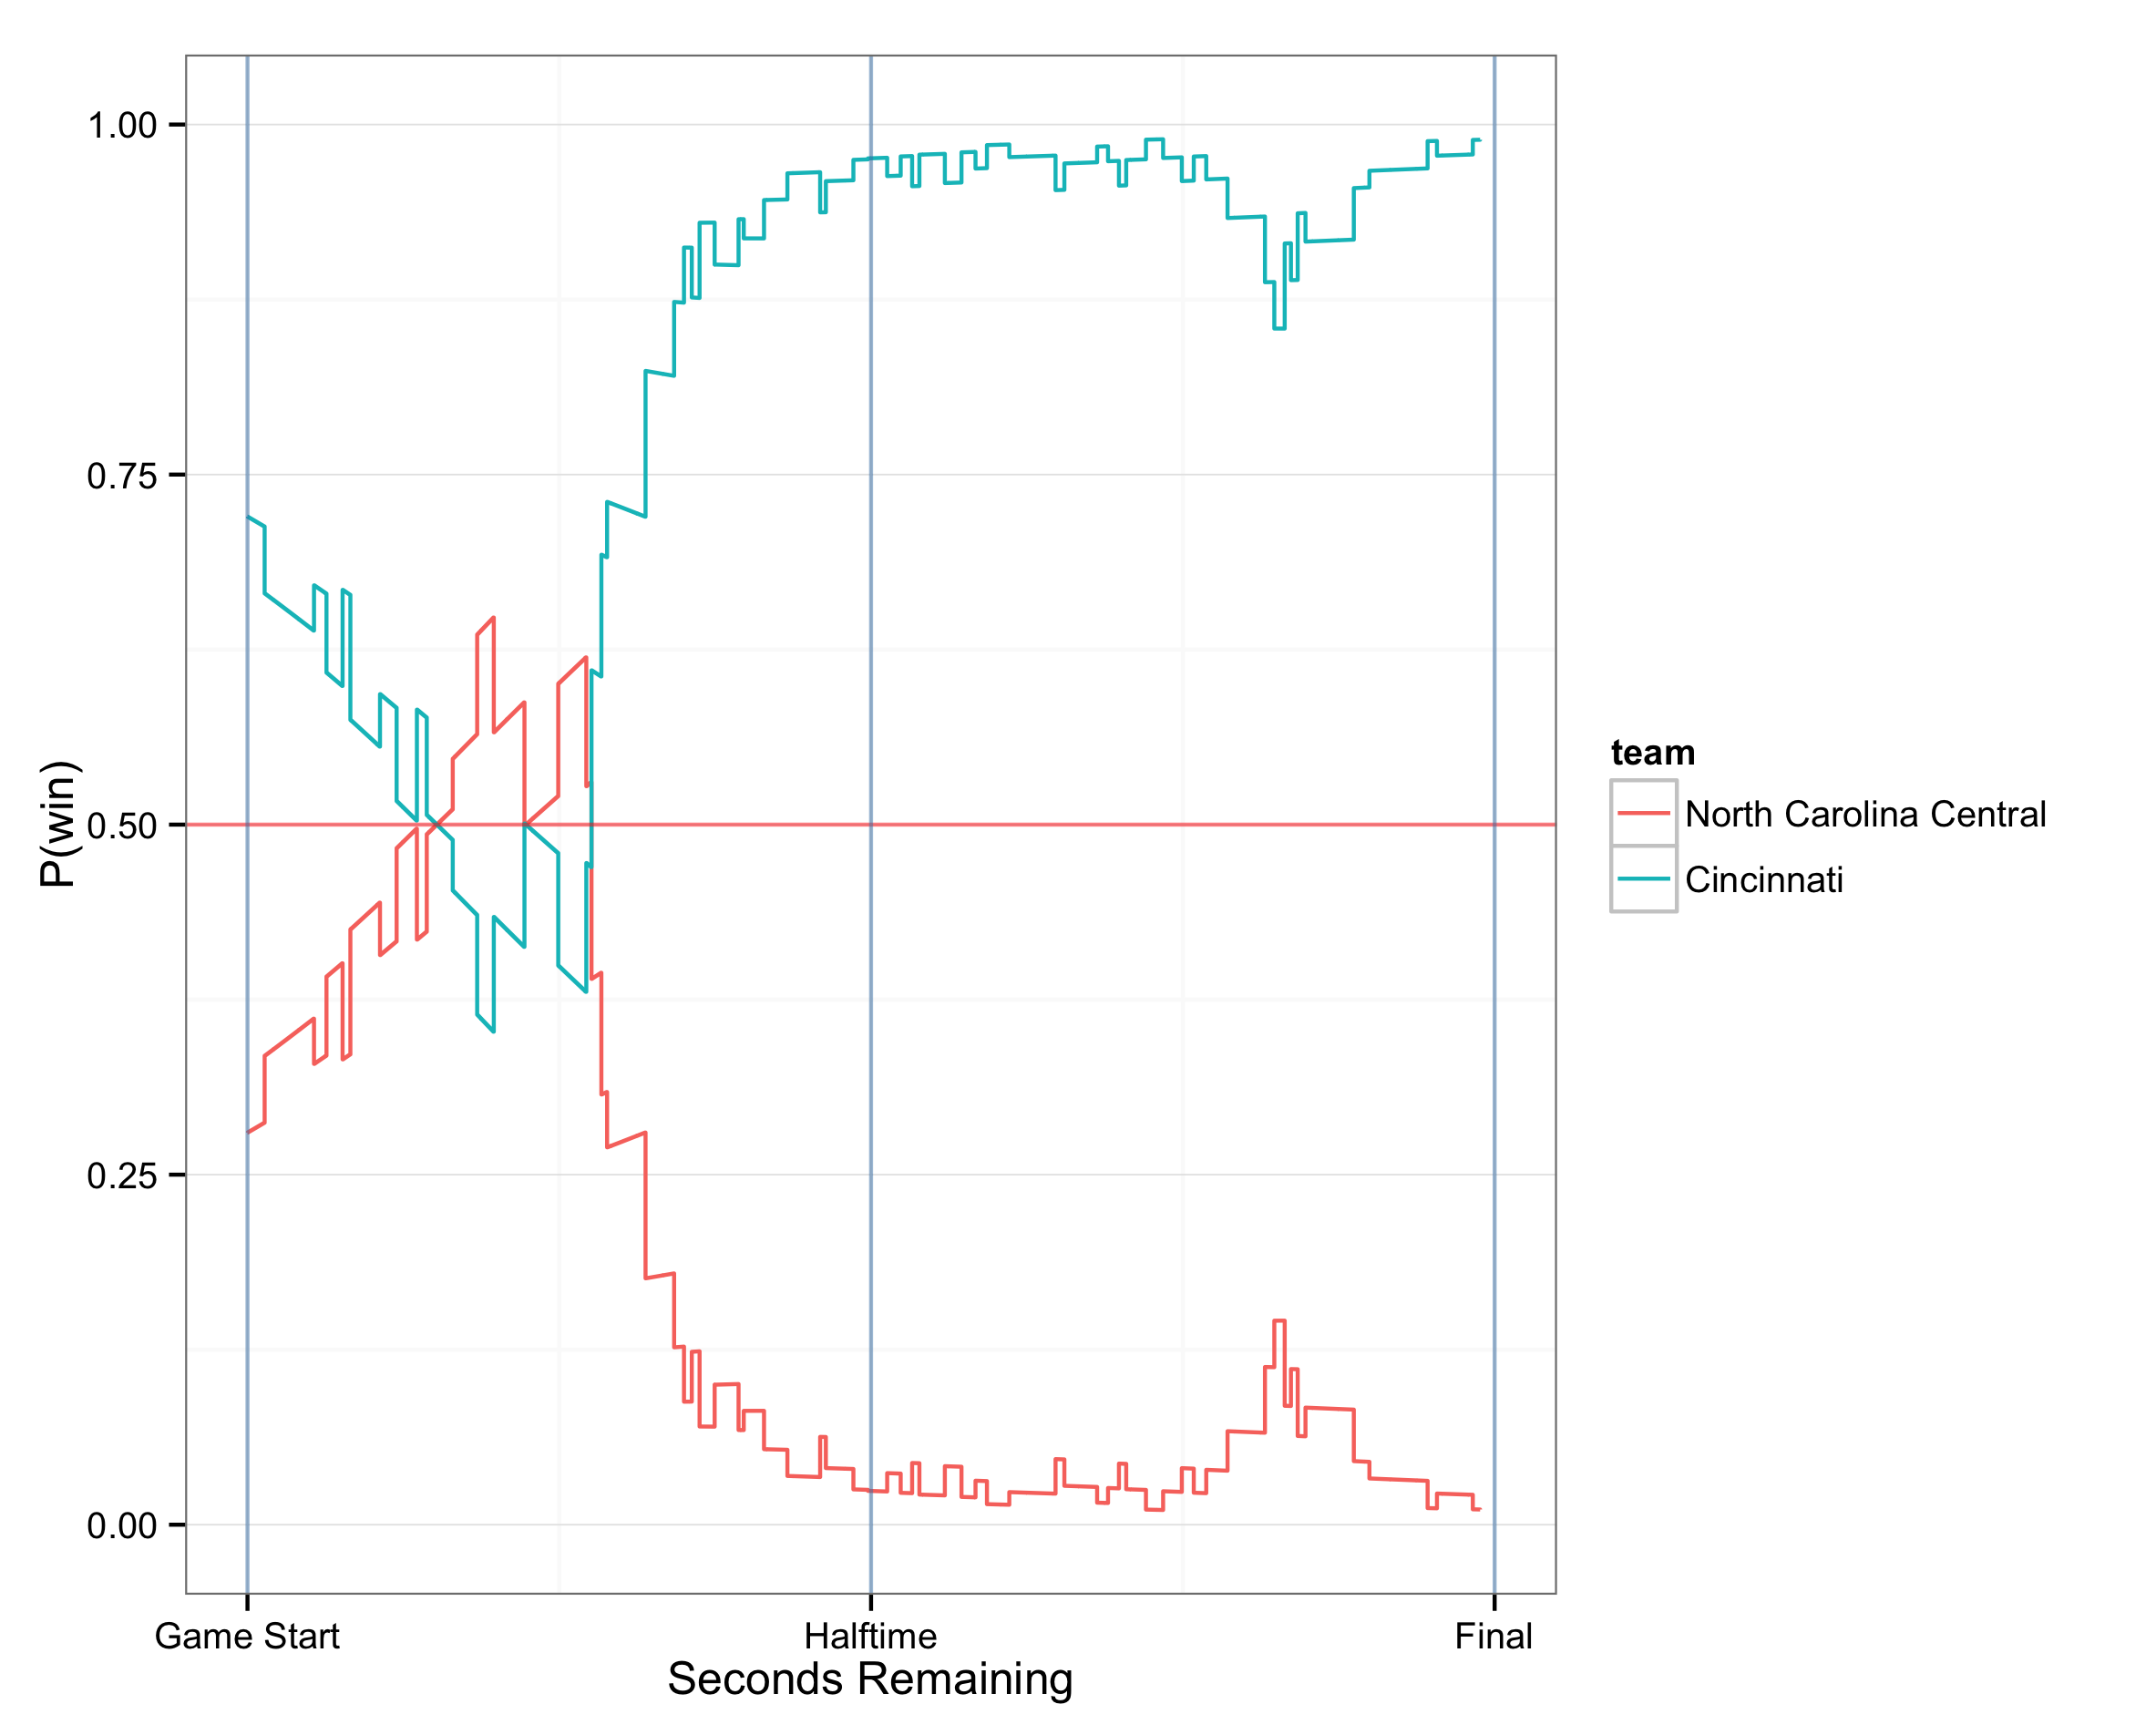 1.00
0.75
0.50
0.25
0.00
P(win)
Game Start
Halftime
Final
Seconds Remaining
team
North Carolina Central
Cincinnati